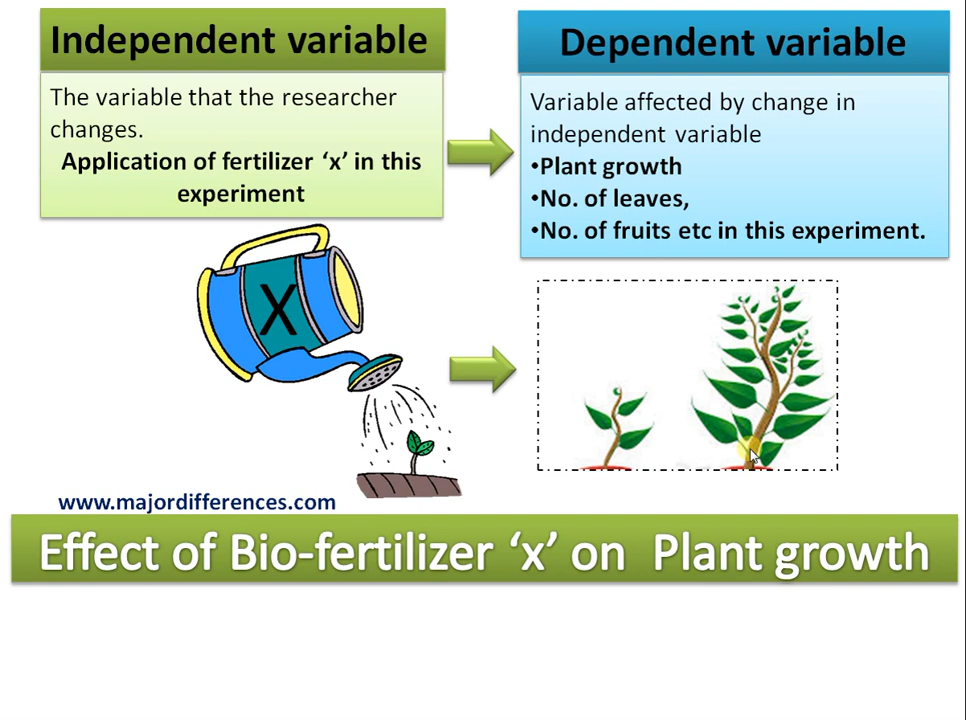 Independent variable
The variable that the researcher
changes.
Application of fertilizer ‘x’ in this
experiment
Dependent variable
Variable affected by change in
independent variable
•Plant growth
•No. of leaves,
•No. of fruits etc in this experiment.
X
www.majordifferences.com
Effect of Bio-fertilizer ‘x’ on Plant growth